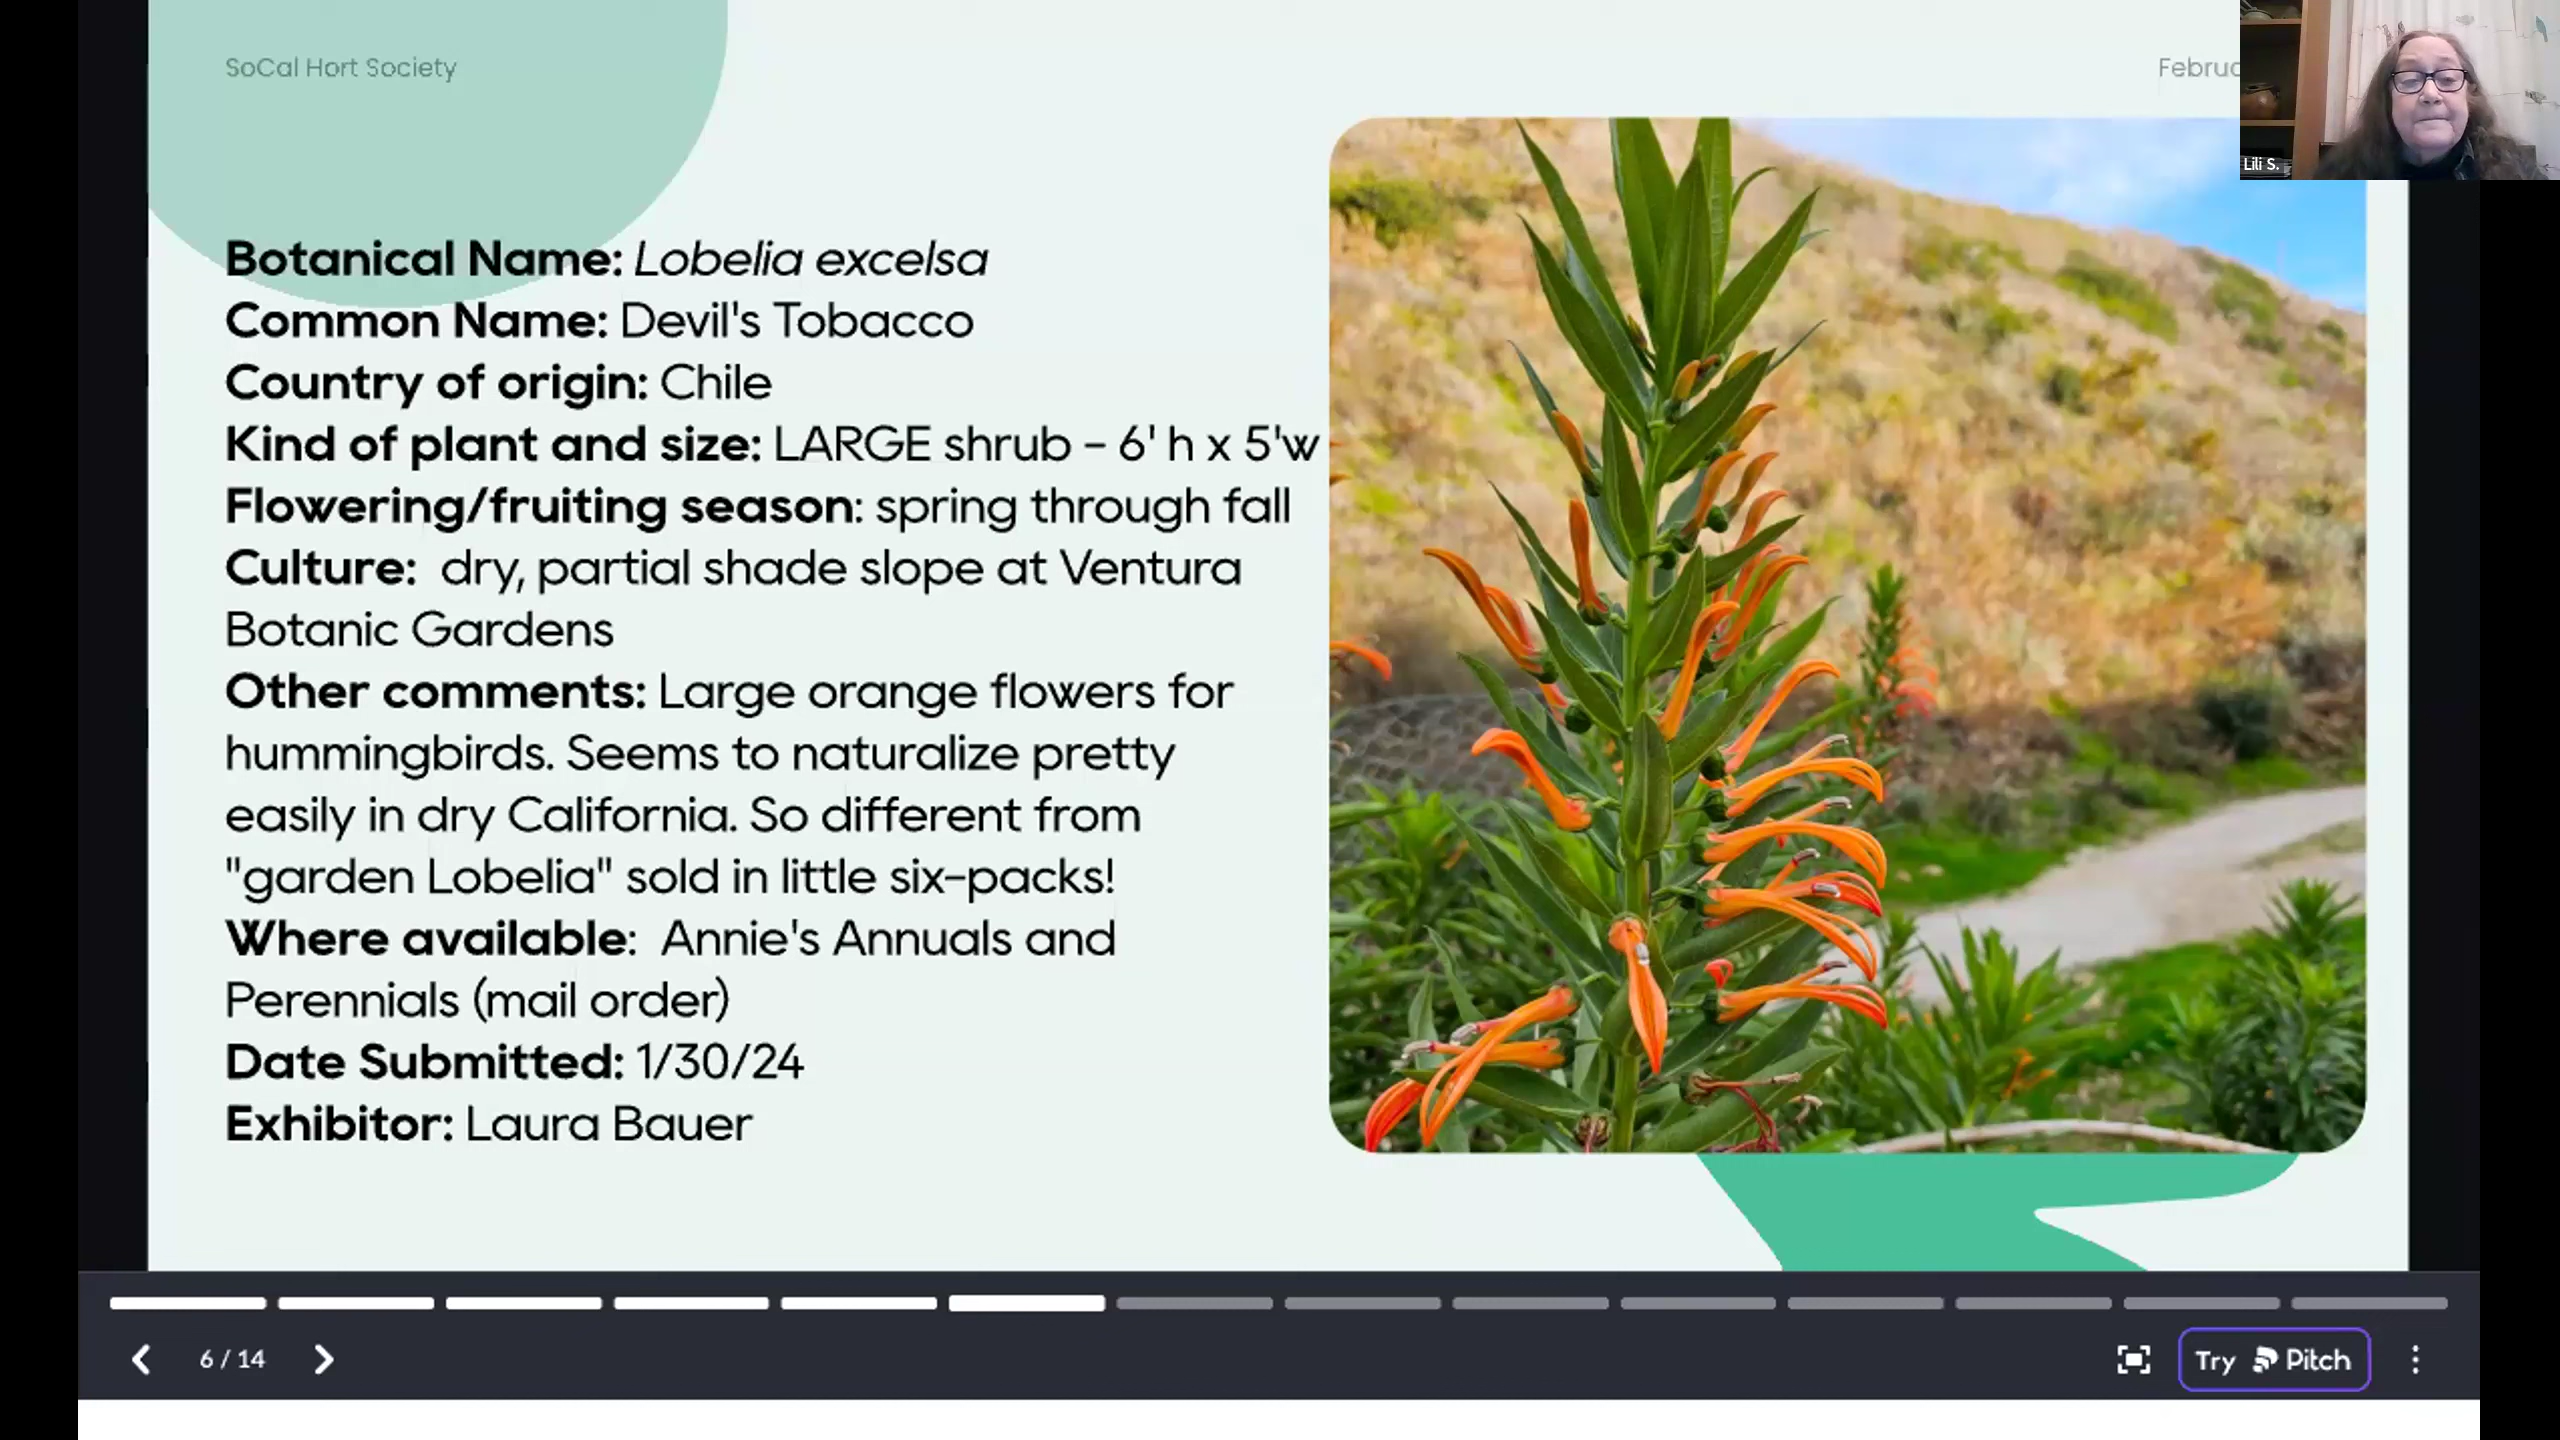 SoCal Hort Society
Februa
Lili S.
Botanical Name: Lobelia excelsa
Common Name: Devil's Tobacco
Country of origin: Chile
Kind of plant and size: LARGE shrub - 6' h x 5'w
Flowering/fruiting season: spring through fall
Culture:  dry, partial shade slope at Ventura
Botanic Gardens
Other comments: Large orange flowers for
hummingbirds. Seems to naturalize pretty
easily in dry California. So different from
"garden Lobelia" sold in little six-packs!
Where available:  Annie's Annuals and
Perennials (mail order)
Date Submitted: 1/30/24
Exhibitor: Laura Bauer
6 / 14
Try Pitch